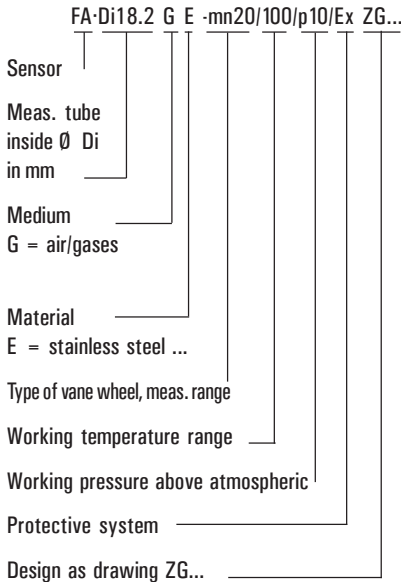 FA·Di18.2 G E -mn20/100/p10/Ex ZG...
Sensor
Meas. tube
inside Ø Di
in mm
Medium
G = air/gases
Material
E = stainless steel ...
Type of vane wheel, meas. range
Working temperature range
Working pressure above atmospheric
Protective system
Design as drawing ZG...